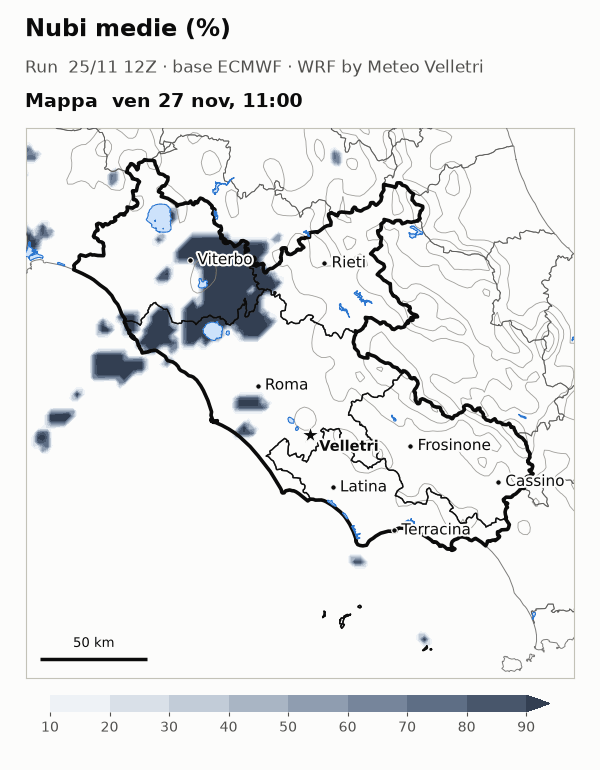 Nubi medie (%)
Run  25/11 12Z · base ECMWF · WRF by Meteo Velletri
Mappa  ven 27 nov, 11:00
Viterbo
Rieti
Roma
Velletri
Frosinone
Latina
Cassino
Terracina
50 km
10 20 30 40 50 60 70 80 90